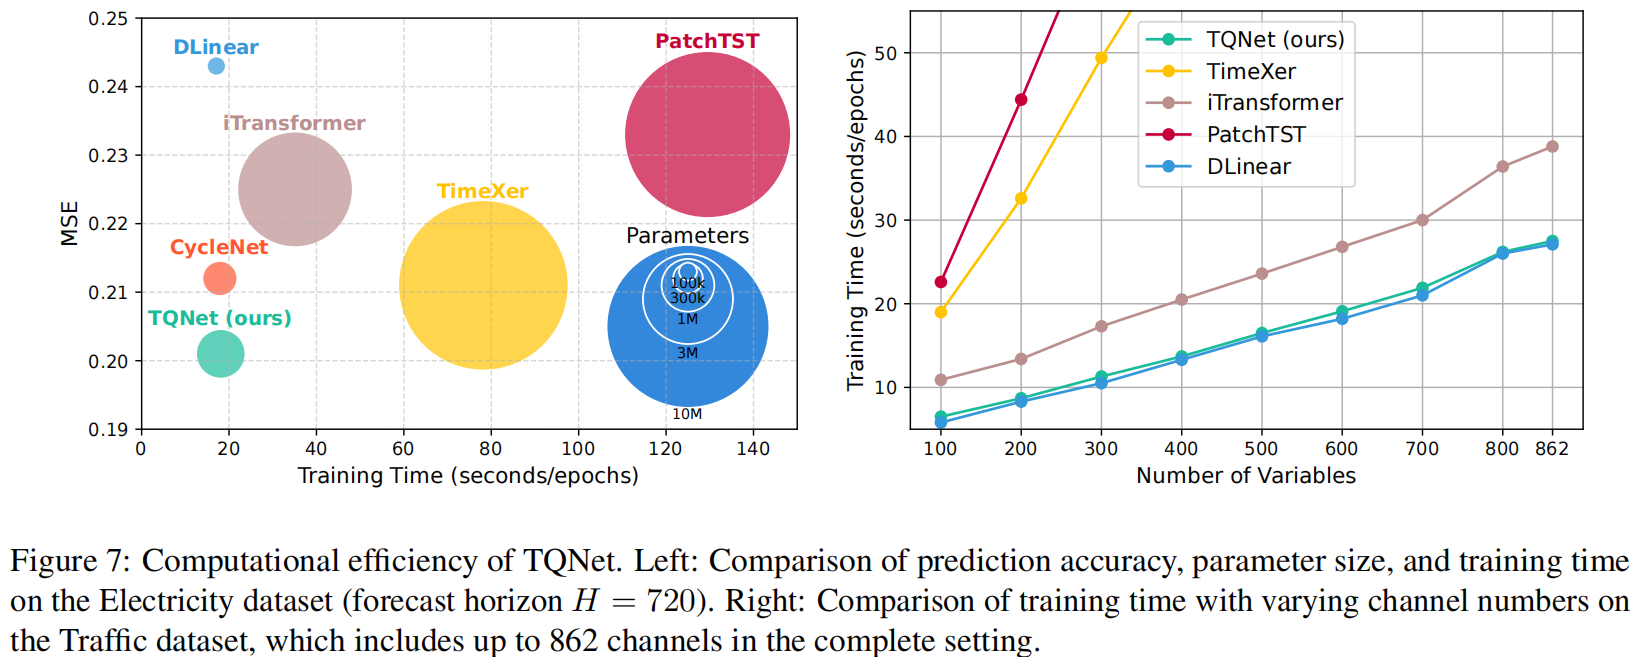 0.25
0.24
0.23
0.22
0.21
0.20
0.19
MSE
DLinear
PatchTST
iTransformer
TimeXer
CycleNet
TQNet (ours)
Parameters
100k
300k
1M
3M
10M
0 20 40 60 80 100 120 140
Training Time (seconds/epochs)
50
40
30
20
10
Training Time (seconds/epochs)
TQNet (ours)
TimeXer
iTransformer
PatchTST
DLinear
100 200 300 400 500 600 700 800 862
Number of Variables
Figure 7: Computational efficiency of TQNet. Left: Comparison of prediction accuracy, parameter size, and training time
on the Electricity dataset (forecast horizon H = 720). Right: Comparison of training time with varying channel numbers on
the Traffic dataset, which includes up to 862 channels in the complete setting.